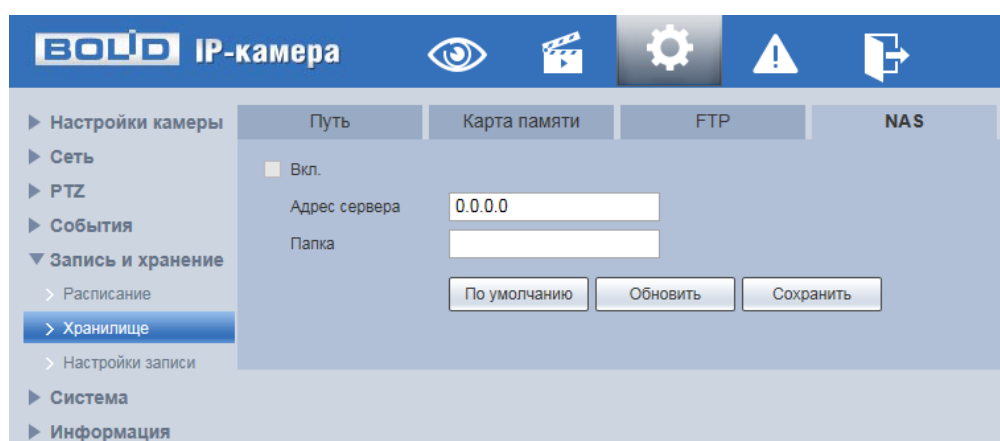 BOLID IP-камера
Настройки камеры
Сеть
PTZ
События
Запись и хранение
Расписание
Хранилище
Настройки записи
Система
Информация
Путь Карта памяти FTP NAS
Вкл.
Адрес сервера 0.0.0.0
Папка
По умолчанию Обновить Сохранить